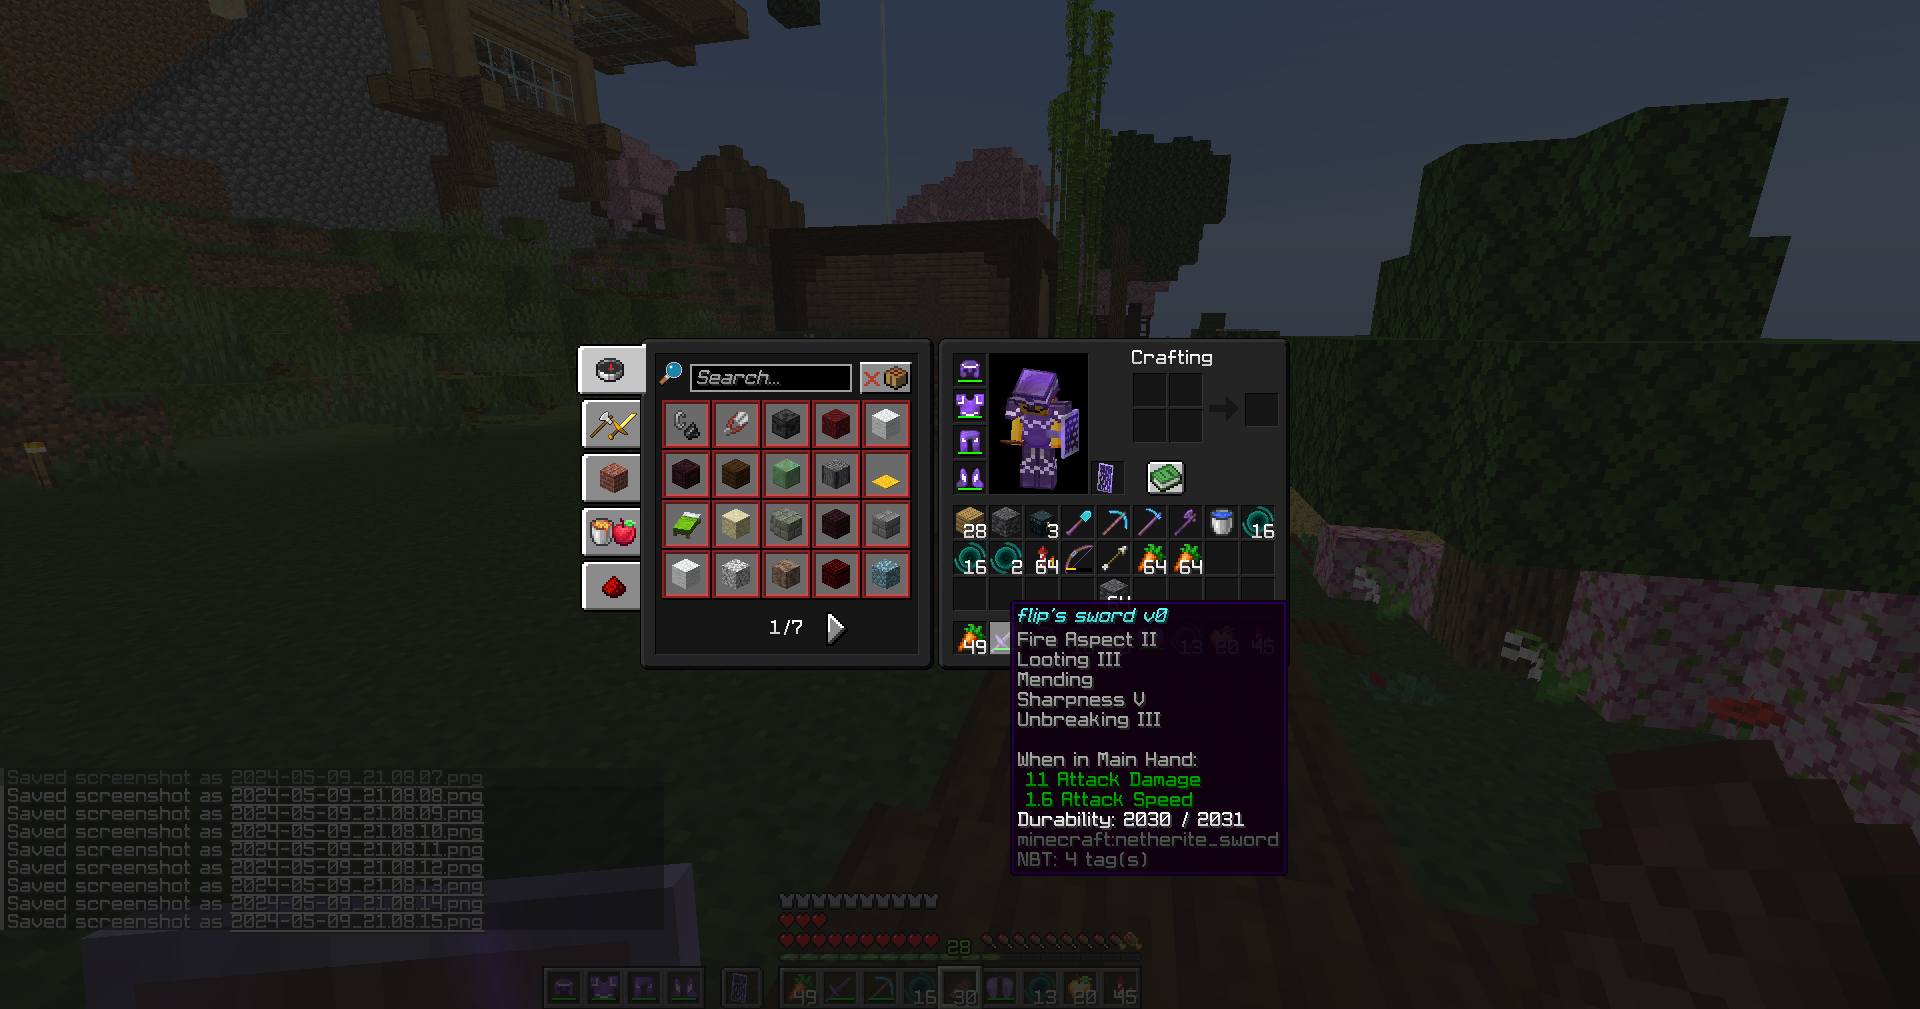 Crafting
Search...
28
3
16
16
2
64
64
64
1/7
49
flip's sword v0
Fire Aspect II
Looting III
Mending
Sharpness V
Unbreaking III
When in Main Hand:
11 Attack Damage
1.6 Attack Speed
Durability: 2030 / 2031
minecraft:netherite_sword
NBT: 4 tag(s)
13
20
45
Saved screenshot as 2024-05-09_21.08.07.png
Saved screenshot as 2024-05-09_21.08.08.png
Saved screenshot as 2024-05-09_21.08.09.png
Saved screenshot as 2024-05-09_21.08.10.png
Saved screenshot as 2024-05-09_21.08.11.png
Saved screenshot as 2024-05-09_21.08.12.png
Saved screenshot as 2024-05-09_21.08.13.png
Saved screenshot as 2024-05-09_21.08.14.png
Saved screenshot as 2024-05-09_21.08.15.png
28
49
16
30
13
20
45